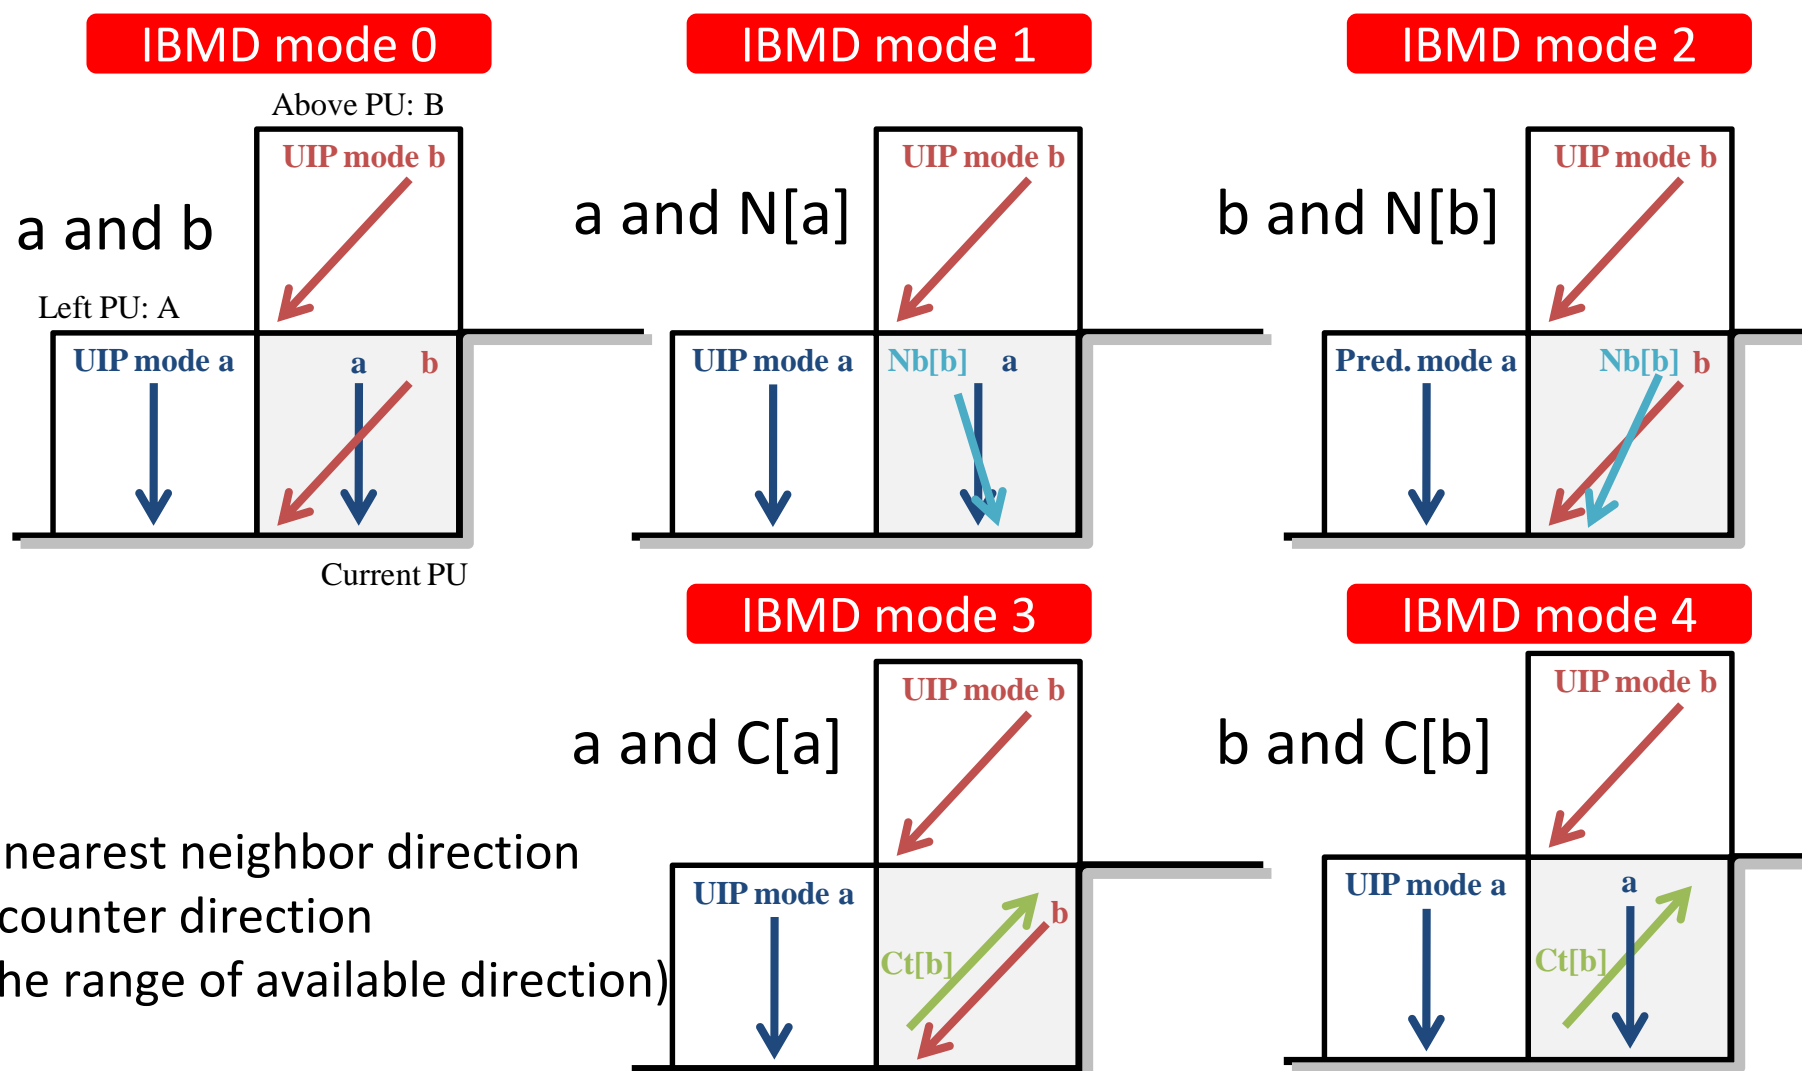 IBMD mode 0
Above PU: B
UIP mode b
a and b
Left PU: A
UIP mode a
a
b
Current PU
IBMD mode 1
UIP mode b
a and N[a]
UIP mode a
Nb[b]
a
IBMD mode 2
UIP mode b
b and N[b]
Pred. mode a
Nb[b]
b
IBMD mode 3
UIP mode b
a and C[a]
UIP mode a
Ct[b]
b
IBMD mode 4
UIP mode b
b and C[b]
UIP mode a
a
Ct[b]
nearest neighbor direction
counter direction
he range of available direction)